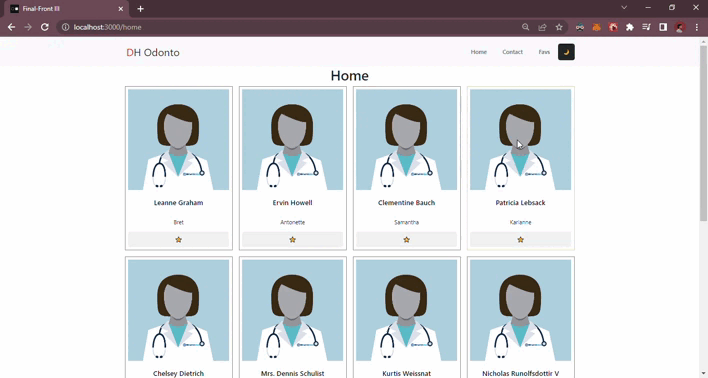 Final-Front III
localhost:3000/home
DH Odonto
Home
Contact
Favs
Home
Leanne Graham
Ervin Howell
Clementine Bauch
Patricia Lebsack
Bret
Antonette
Samantha
Karianne
Chelsey Dietrich
Mrs. Dennis Schulist
Kurtis Weissnat
Nicholas Runolfsdottir V